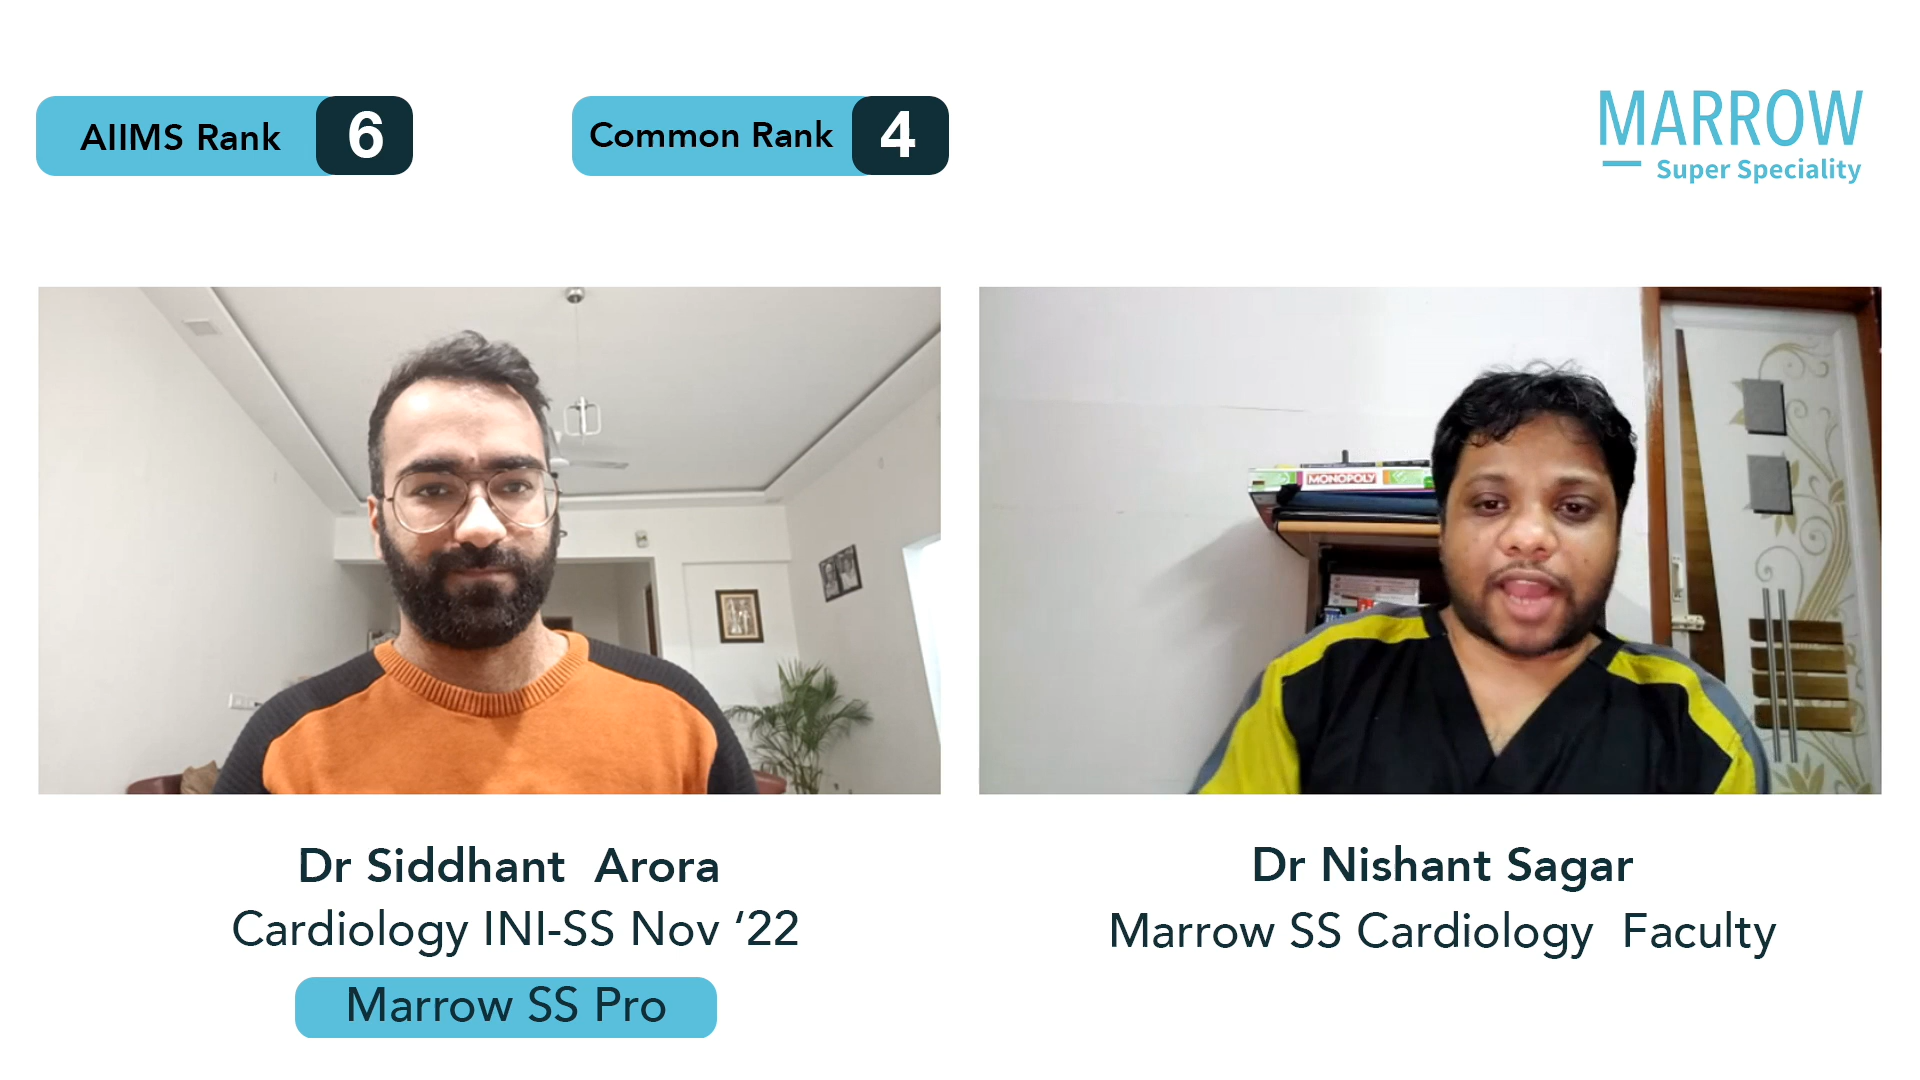 AIIMS Rank 6
Common Rank 4
MARROW
Super Speciality
MONOPOLY
Dr Siddhant Arora
Cardiology INI-SS Nov ‘22
Marrow SS Pro
Dr Nishant Sagar
Marrow SS Cardiology Faculty